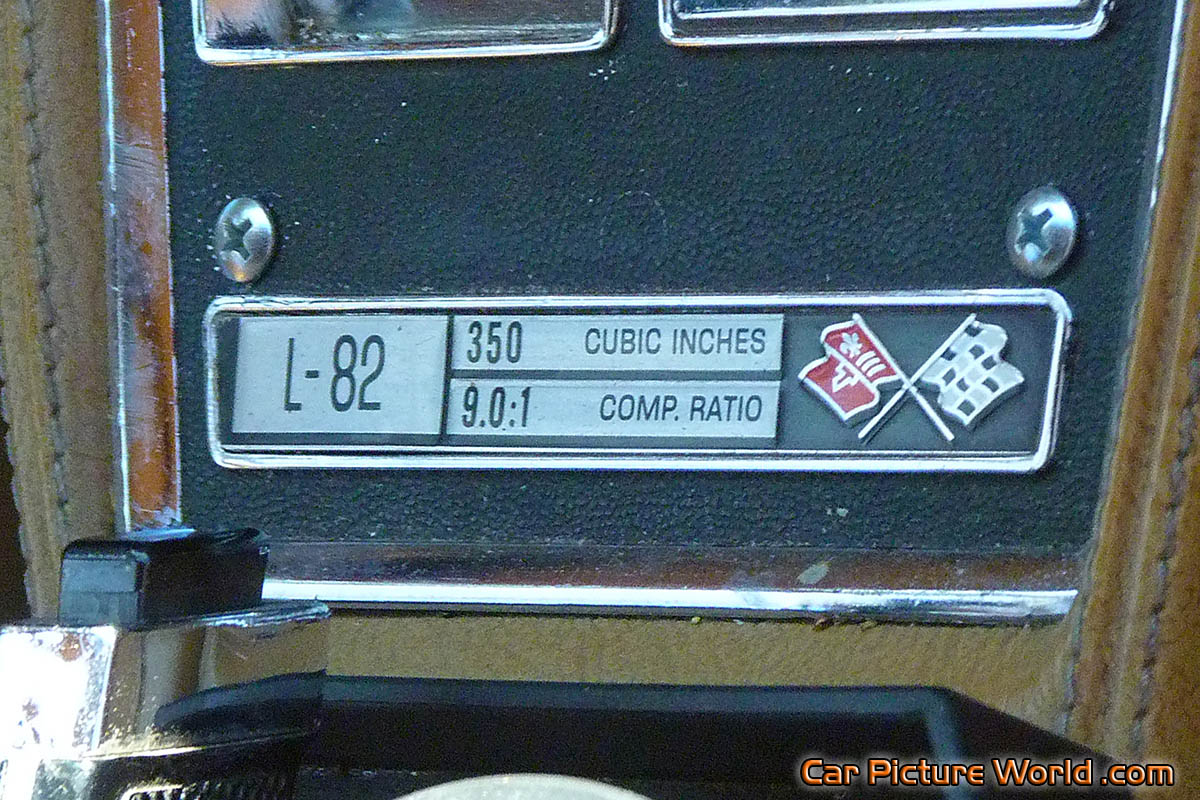 L-82
350 CUBIC INCHES
9.0:1 COMP. RATIO
Car Picture World .com